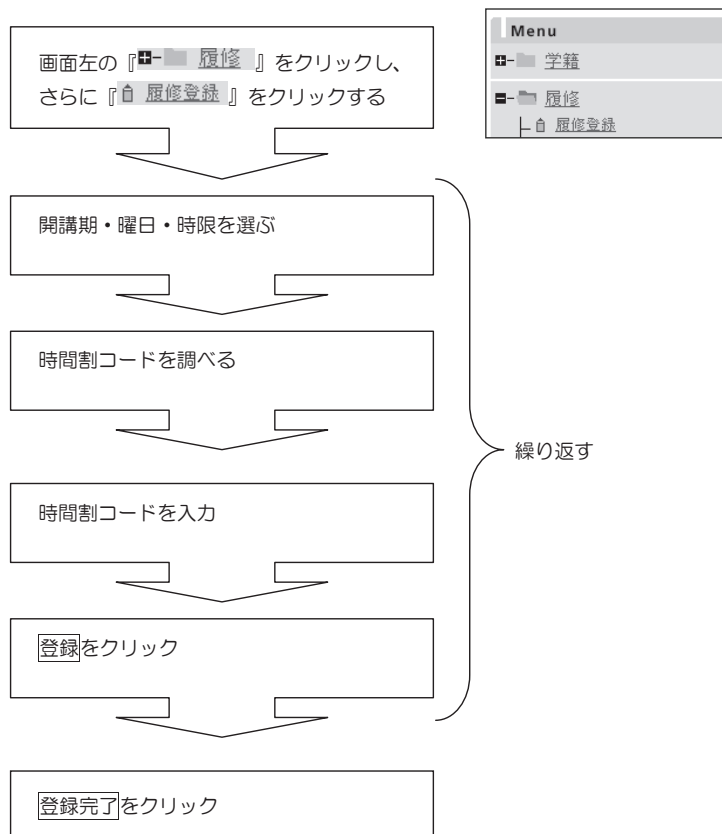 画面左の『履修』をクリックし、
さらに『履修登録』をクリックする
Menu
学籍
履修
履修登録
開講期・曜日・時限を選ぶ
時間割コードを調べる
繰り返す
時間割コードを入力
登録をクリック
登録完了をクリック